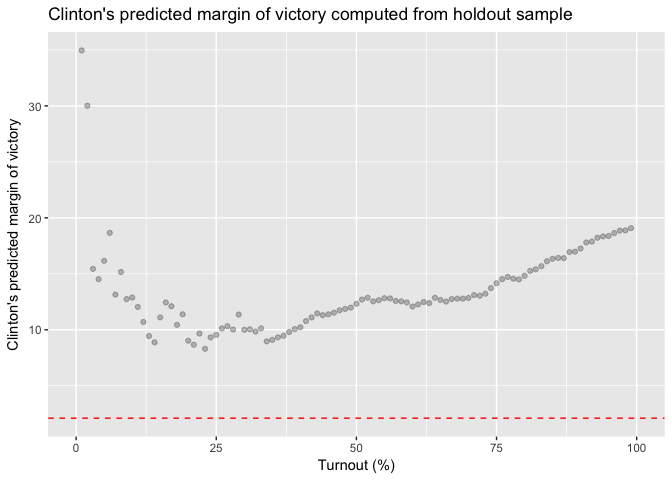 Clinton's predicted margin of victory computed from holdout sample
Clinton's predicted margin of victory
30
20
10
0
25
50
75
100
Turnout (%)